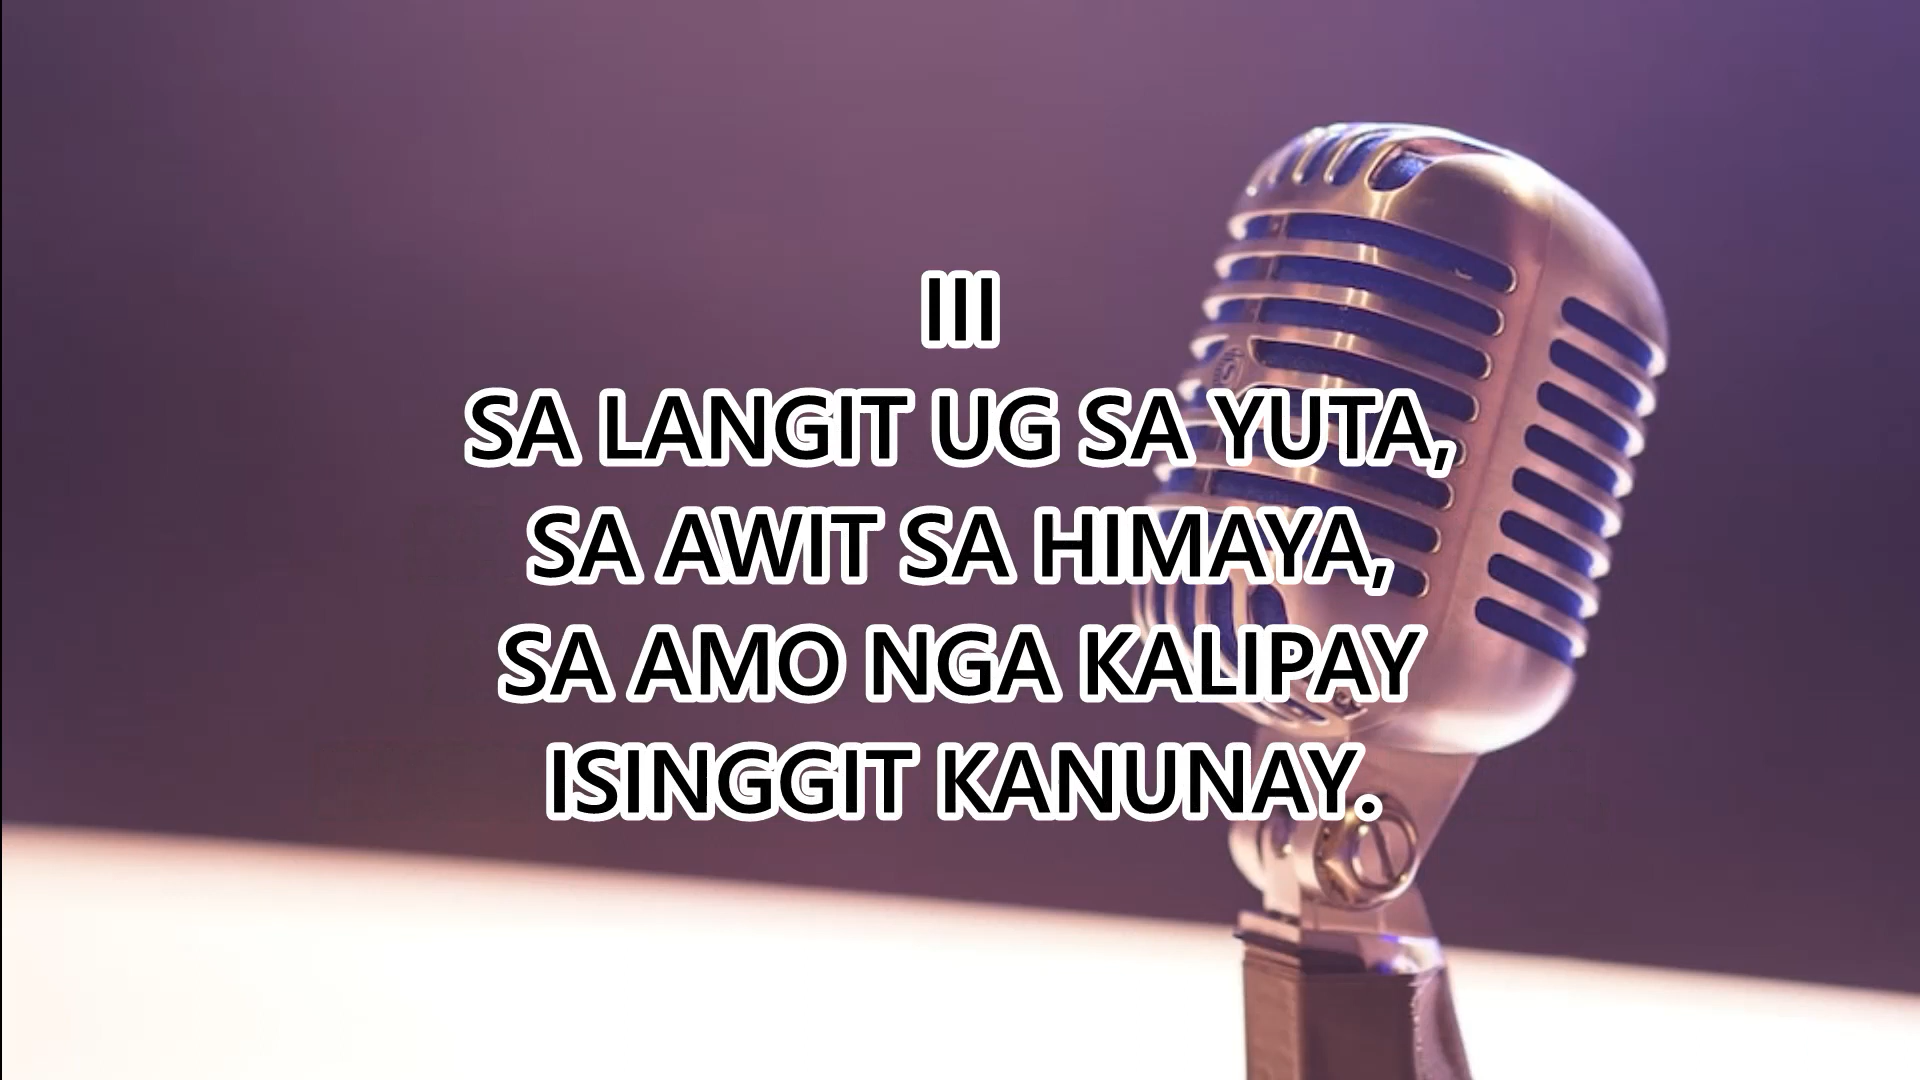 III
SA LANGIT UG SA YUTA,
SA AWIT SA HIMAYA,
SA AMO NGA KALIPAY
ISINGGIT KANUNAY.